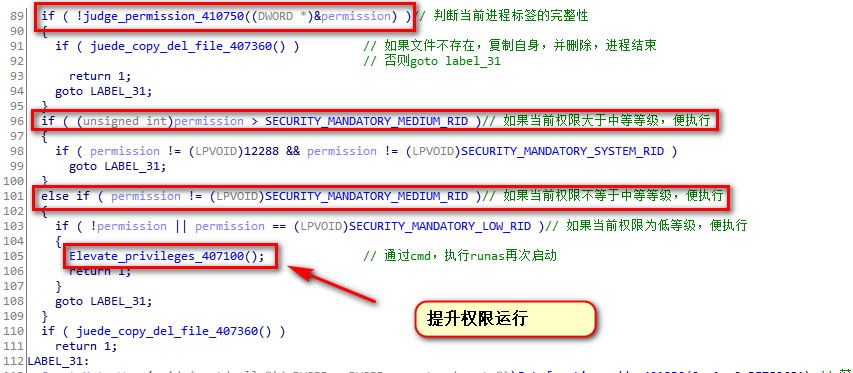 89 if ( !judge_permission_410750((DWORD *)&permission) )// 判断当前进程标签的完整性
90 {
91 if ( juede_copy_del_file_407360() ) // 如果文件不存在，复制自身，并删除，进程结束
92 // 否则goto label_31
93 return 1;
94 goto LABEL_31;
95 }
96 if ( (unsigned int)permission > SECURITY_MANDATORY_MEDIUM_RID )// 如果当前权限大于中等等级，便执行
97 {
98 if ( permission != (LPVOID)12288 && permission != (LPVOID)SECURITY_MANDATORY_SYSTEM_RID )
99 goto LABEL_31;
100 }
101 else if ( permission != (LPVOID)SECURITY_MANDATORY_MEDIUM_RID )// 如果当前权限不等于中等等级，便执行
102 {
103 if ( !permission || permission == (LPVOID)SECURITY_MANDATORY_LOW_RID )// 如果当前权限为低等级，便执行
104 {
105 Elevate_privileges_407100(); // 通过cmd，执行runas再次启动
106 return 1;
107 }
108 goto LABEL_31;
109 }
110 if ( juede_copy_del_file_407360() )
111 return 1;
112 LABEL_31:
提升权限运行